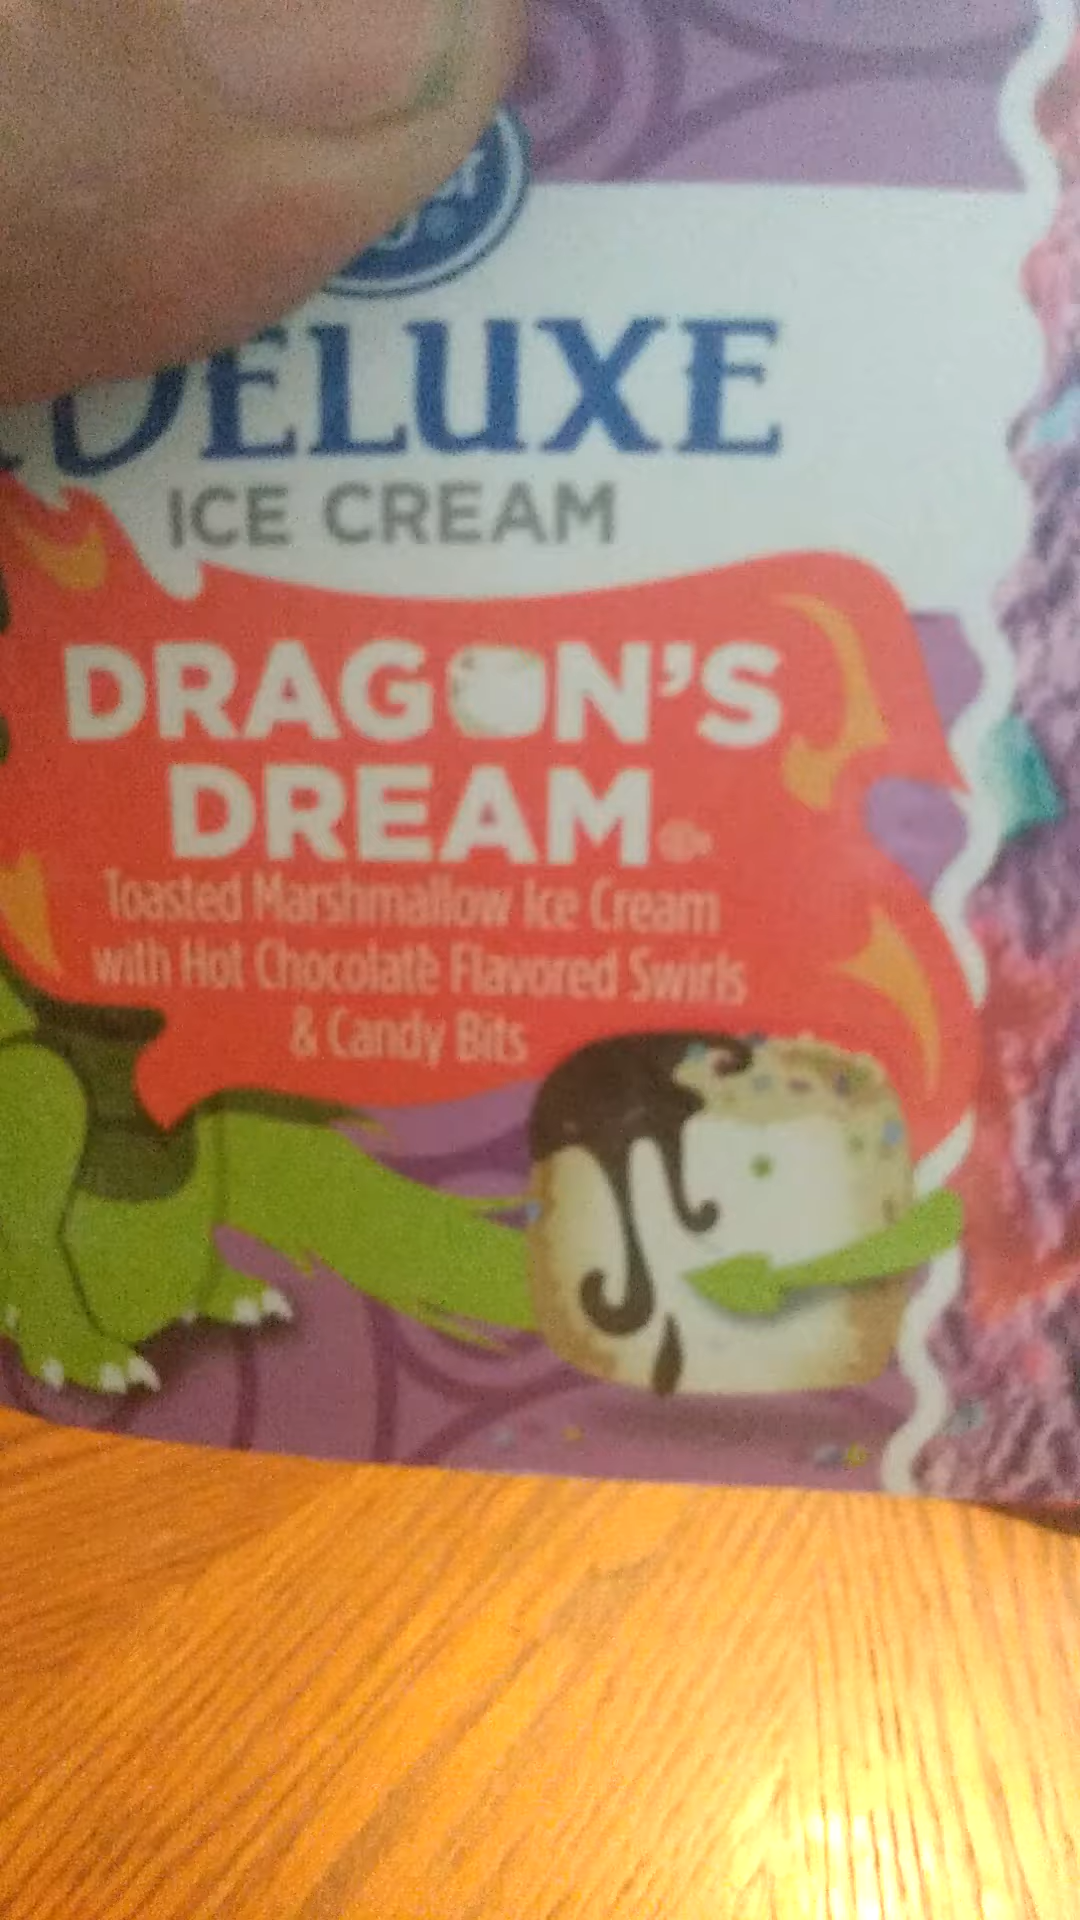 DELUXE
ICE CREAM
DRAGON'S
DREAM
Toasted Marshmallow Ice Cream
with Hot Chocolate Flavored Swirls
& Candy Bits